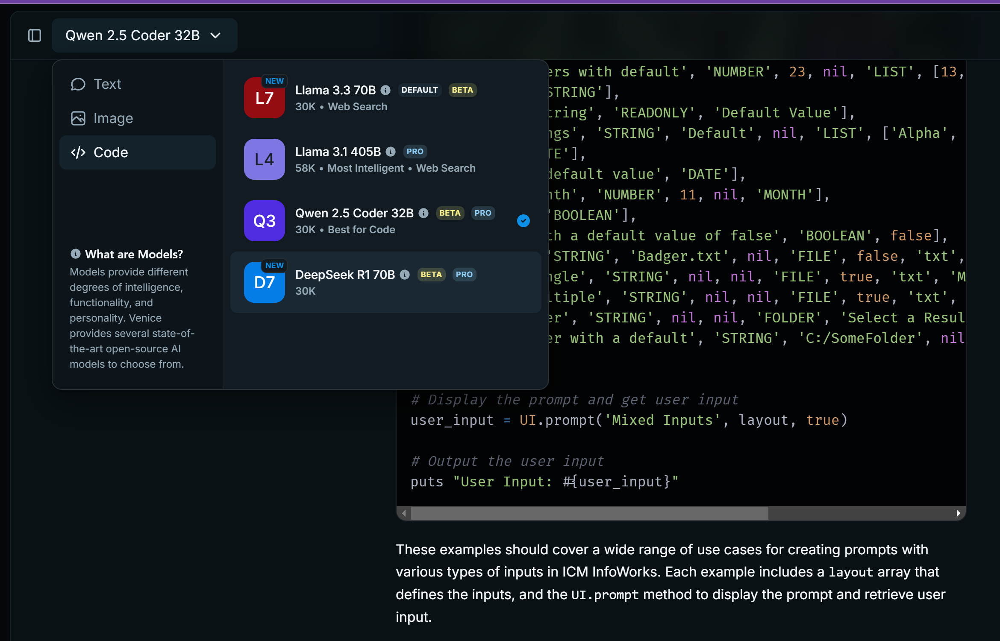 Qwen 2.5 Coder 32B
Text
Image
Code
What are Models?
Models provide different
degrees of intelligence,
functionality, and
personality. Venice
provides several state-of-
the-art open-source AI
models to choose from.
NEW
L7
Llama 3.3 70B DEFAULT BETA
30K • Web Search
L4
Llama 3.1 405B PRO
58K • Most Intelligent • Web Search
Q3
Qwen 2.5 Coder 32B BETA PRO
30K • Best for Code
NEW
D7
DeepSeek R1 70B BETA PRO
30K
ers with default', 'NUMBER', 23, nil, 'LIST', [13,
STRING'],
tring', 'READONLY', 'Default Value'],
ngs', 'STRING', 'Default', nil, 'LIST', ['Alpha',
TE'],
default value', 'DATE'],
nth', 'NUMBER', 11, nil, 'MONTH'],
'BOOLEAN'],
th a default value of false', 'BOOLEAN', false],
'STRING', 'Badger.txt', nil, 'FILE', false, 'txt',
ngle', 'STRING', nil, nil, 'FILE', true, 'txt', 'M
ltiple', 'STRING', nil, nil, 'FILE', true, 'txt',
er', 'STRING', nil, nil, 'FOLDER', 'Select a Resul
er with a default', 'STRING', 'C:/SomeFolder', nil
# Display the prompt and get user input
user_input = UI.prompt('Mixed Inputs', layout, true)
# Output the user input
puts "User Input: #{user_input}"
These examples should cover a wide range of use cases for creating prompts with
various types of inputs in ICM InfoWorks. Each example includes a layout array that
defines the inputs, and the UI.prompt method to display the prompt and retrieve user
input.